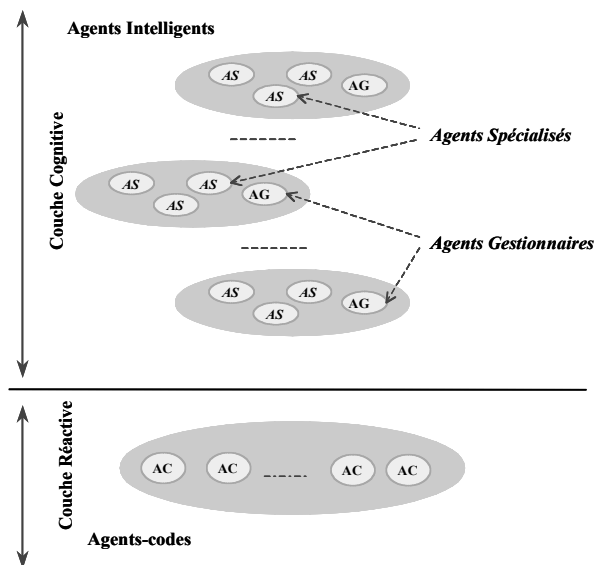 Agents Intelligents
AS
AS
AS
AG
Agents Spécialisés
Couche Cognitive
AS
AS
AS
AG
Agents Gestionnaires
AS
AS
AS
AG
Couche Réactive
AC
AC
AC
AC
Agents-codes